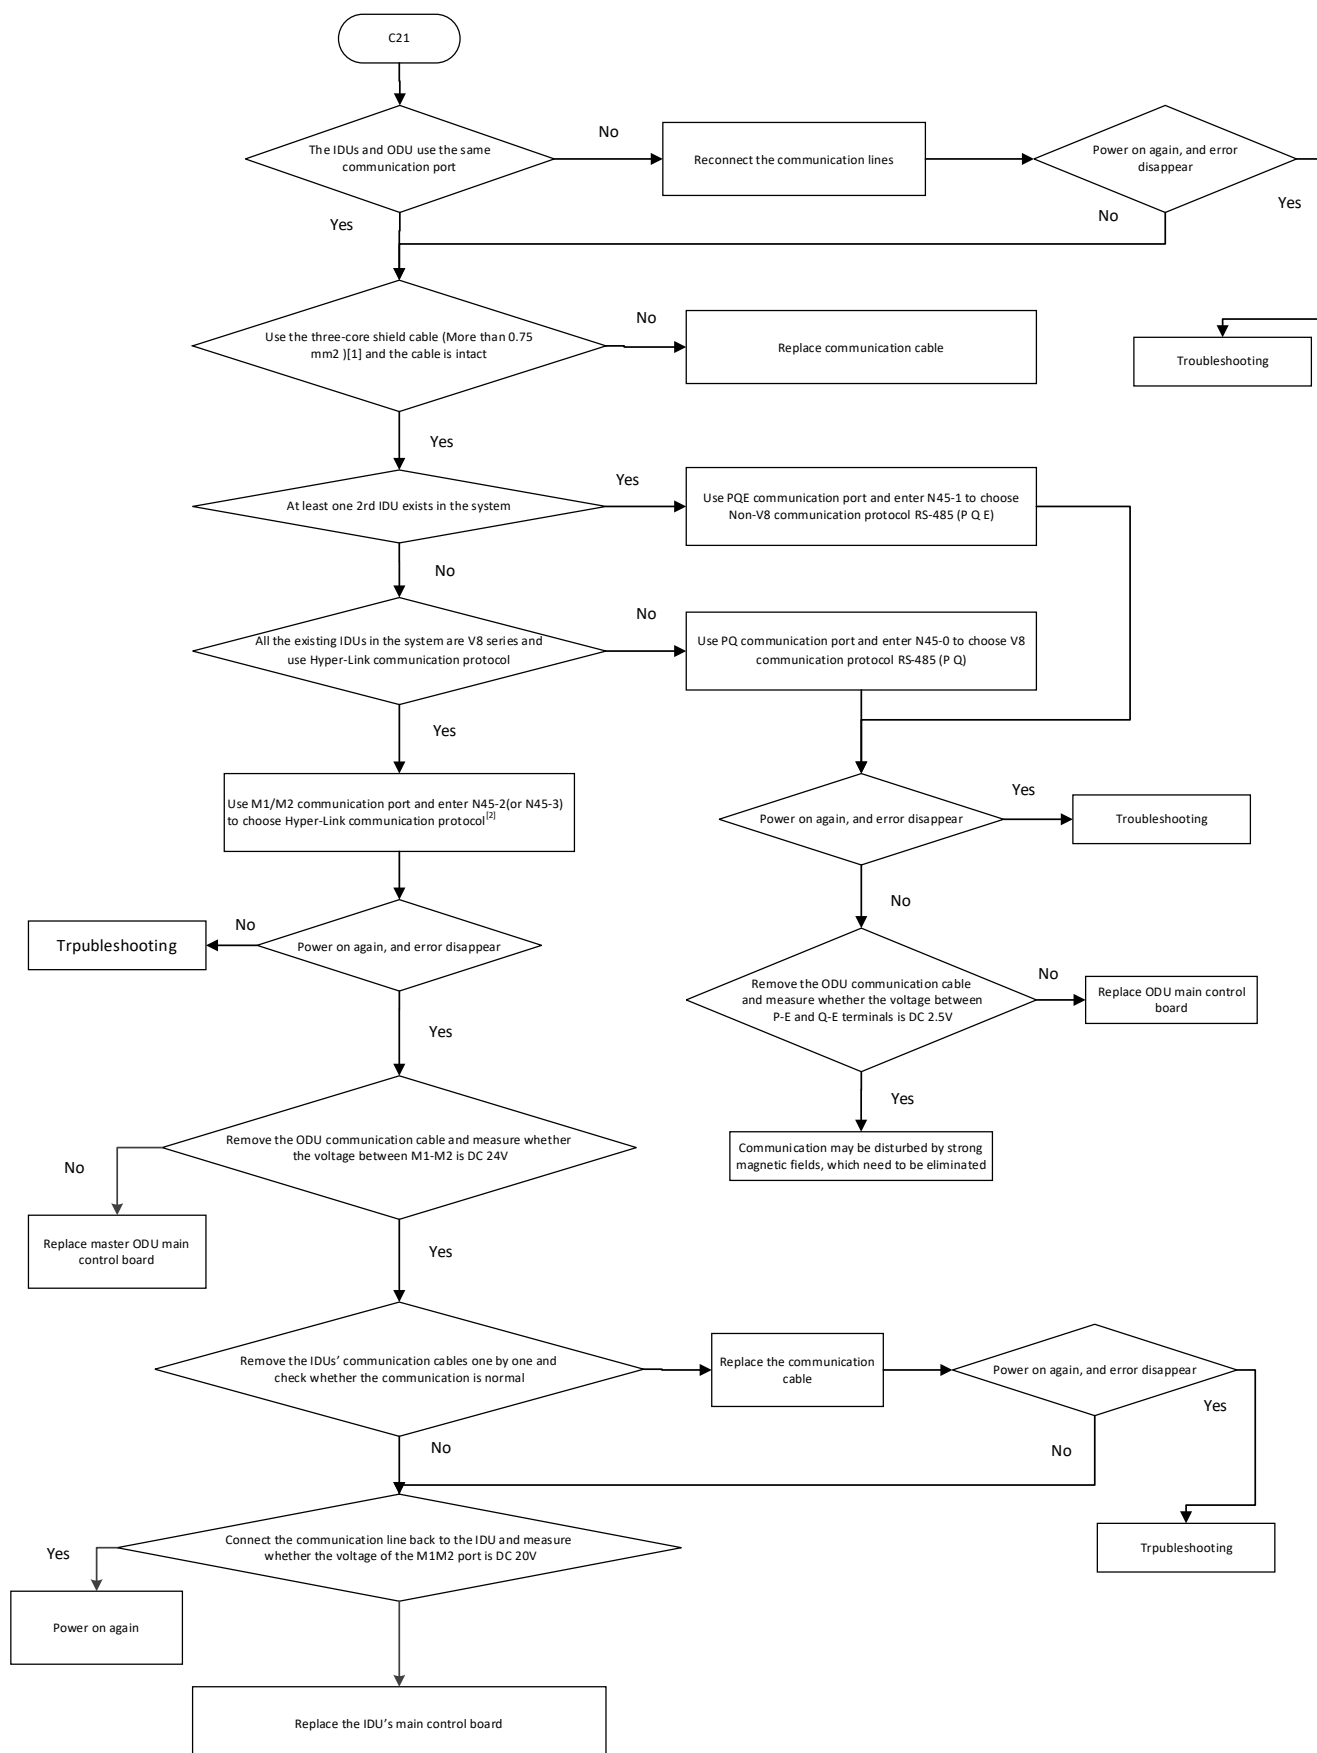 C21
The IDUs and ODU use the same
communication port
No
Reconnect the communication lines
Power on again, and error
disappear
Yes
No
Yes
Use the three-core shield cable (More than 0.75
mm2 )[1] and the cable is intact
No
Replace communication cable
Troubleshooting
Yes
At least one 2rd IDU exists in the system
Yes
Use PQE communication port and enter N45-1 to choose
Non-V8 communication protocol RS-485 (P Q E)
No
All the existing IDUs in the system are V8 series and
use Hyper-Link communication protocol
No
Use PQ communication port and enter N45-0 to choose V8
communication protocol RS-485 (P Q)
Yes
Use M1/M2 communication port and enter N45-2(or N45-3)
to choose Hyper-Link communication protocol[2]
Power on again, and error disappear
Yes
Troubleshooting
No
Trpubleshooting
No
Power on again, and error disappear
Remove the ODU communication cable
and measure whether the voltage between
P-E and Q-E terminals is DC 2.5V
No
Replace ODU main control
board
Yes
Yes
Communication may be disturbed by strong
magnetic fields, which need to be eliminated
Remove the ODU communication cable and measure whether
the voltage between M1-M2 is DC 24V
No
Replace master ODU main
control board
Yes
Remove the IDUs’ communication cables one by one and
check whether the communication is normal
Replace the communication
cable
Power on again, and error disappear
Yes
No
No
Trpubleshooting
Connect the communication line back to the IDU and measure
whether the voltage of the M1M2 port is DC 20V
Yes
Power on again
Replace the IDU’s main control board